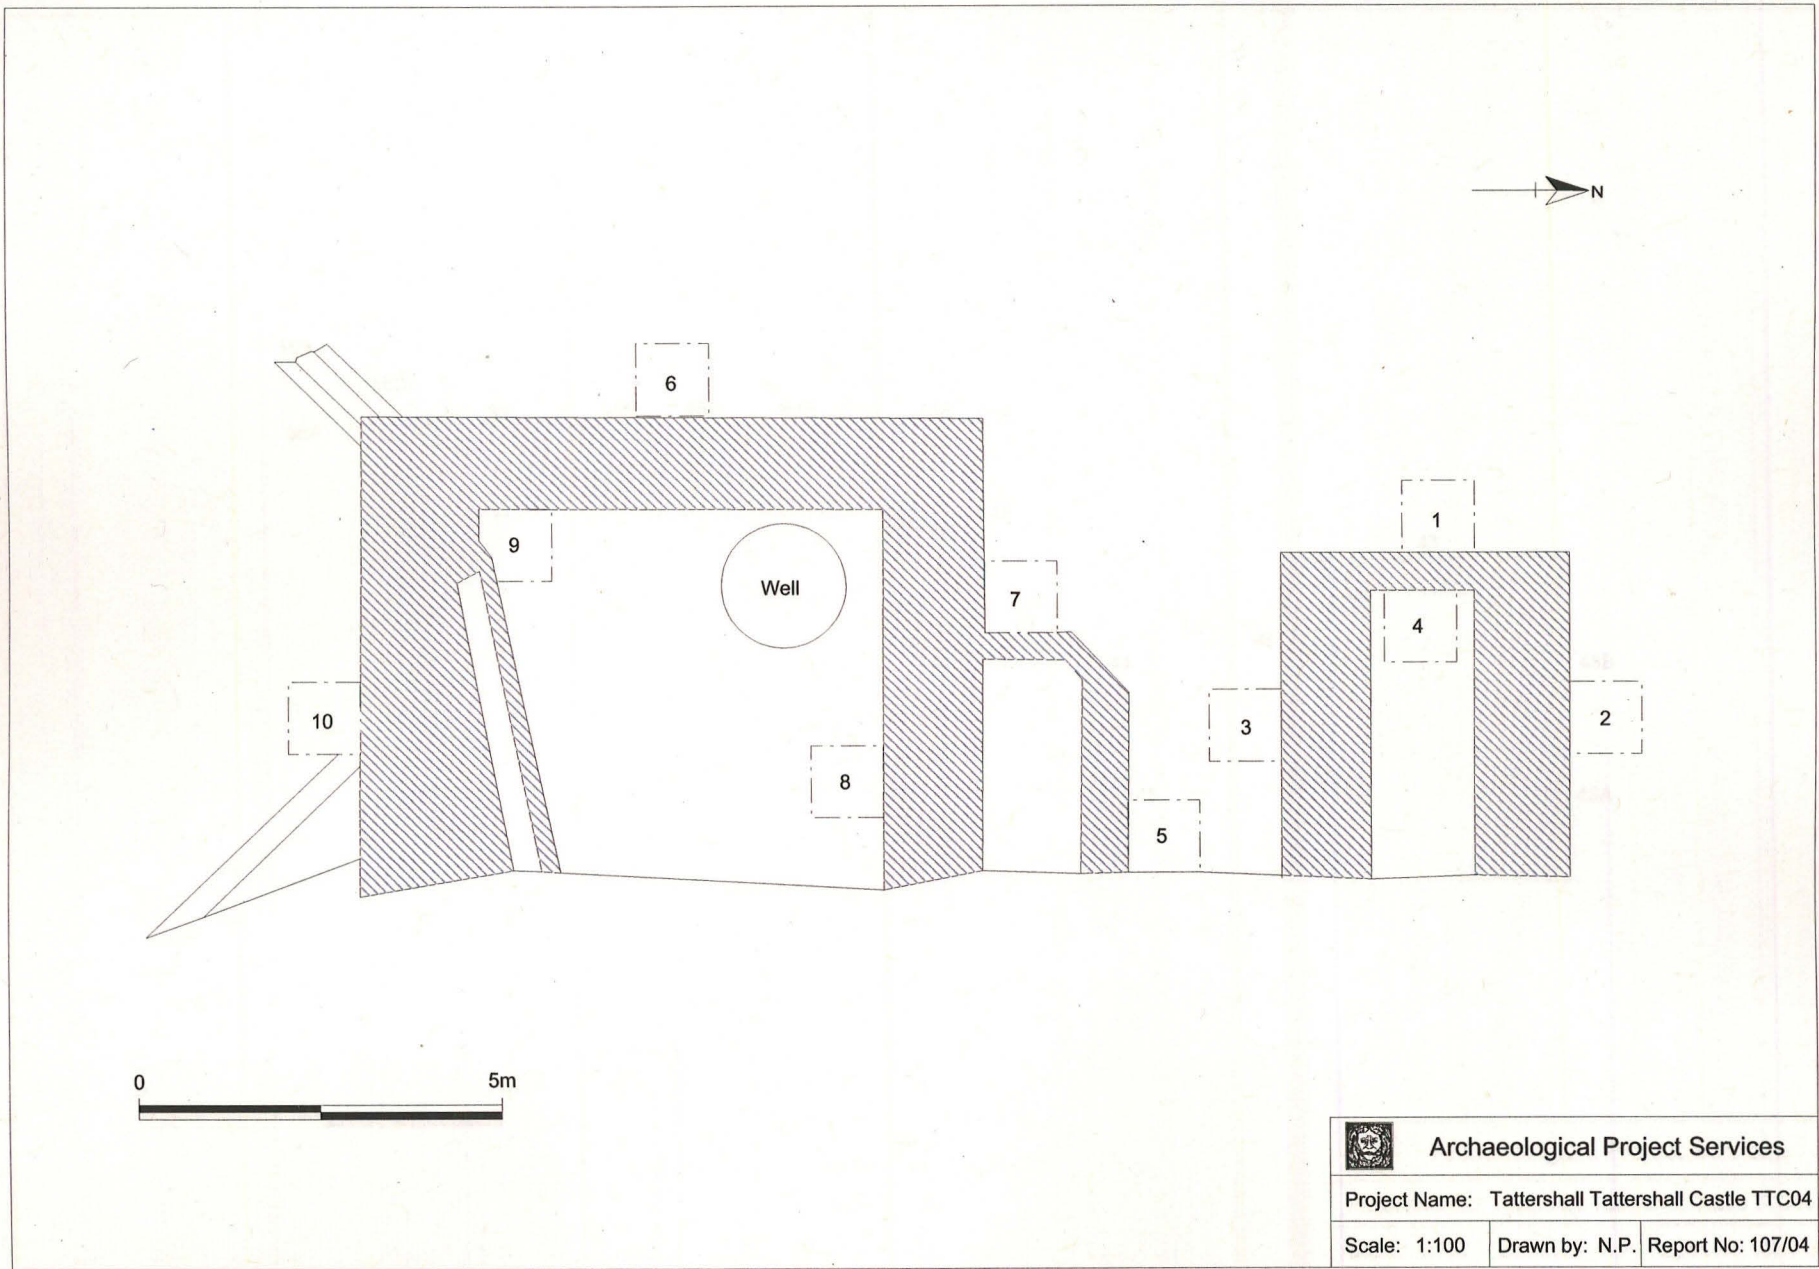 N
6
1
9
Well
7
4
10
3
2
8
5
0 5m
Archaeological Project Services
Project Name: Tattershall Tattershall Castle TTC04
Scale: 1:100 Drawn by: N.P. Report No: 107/04